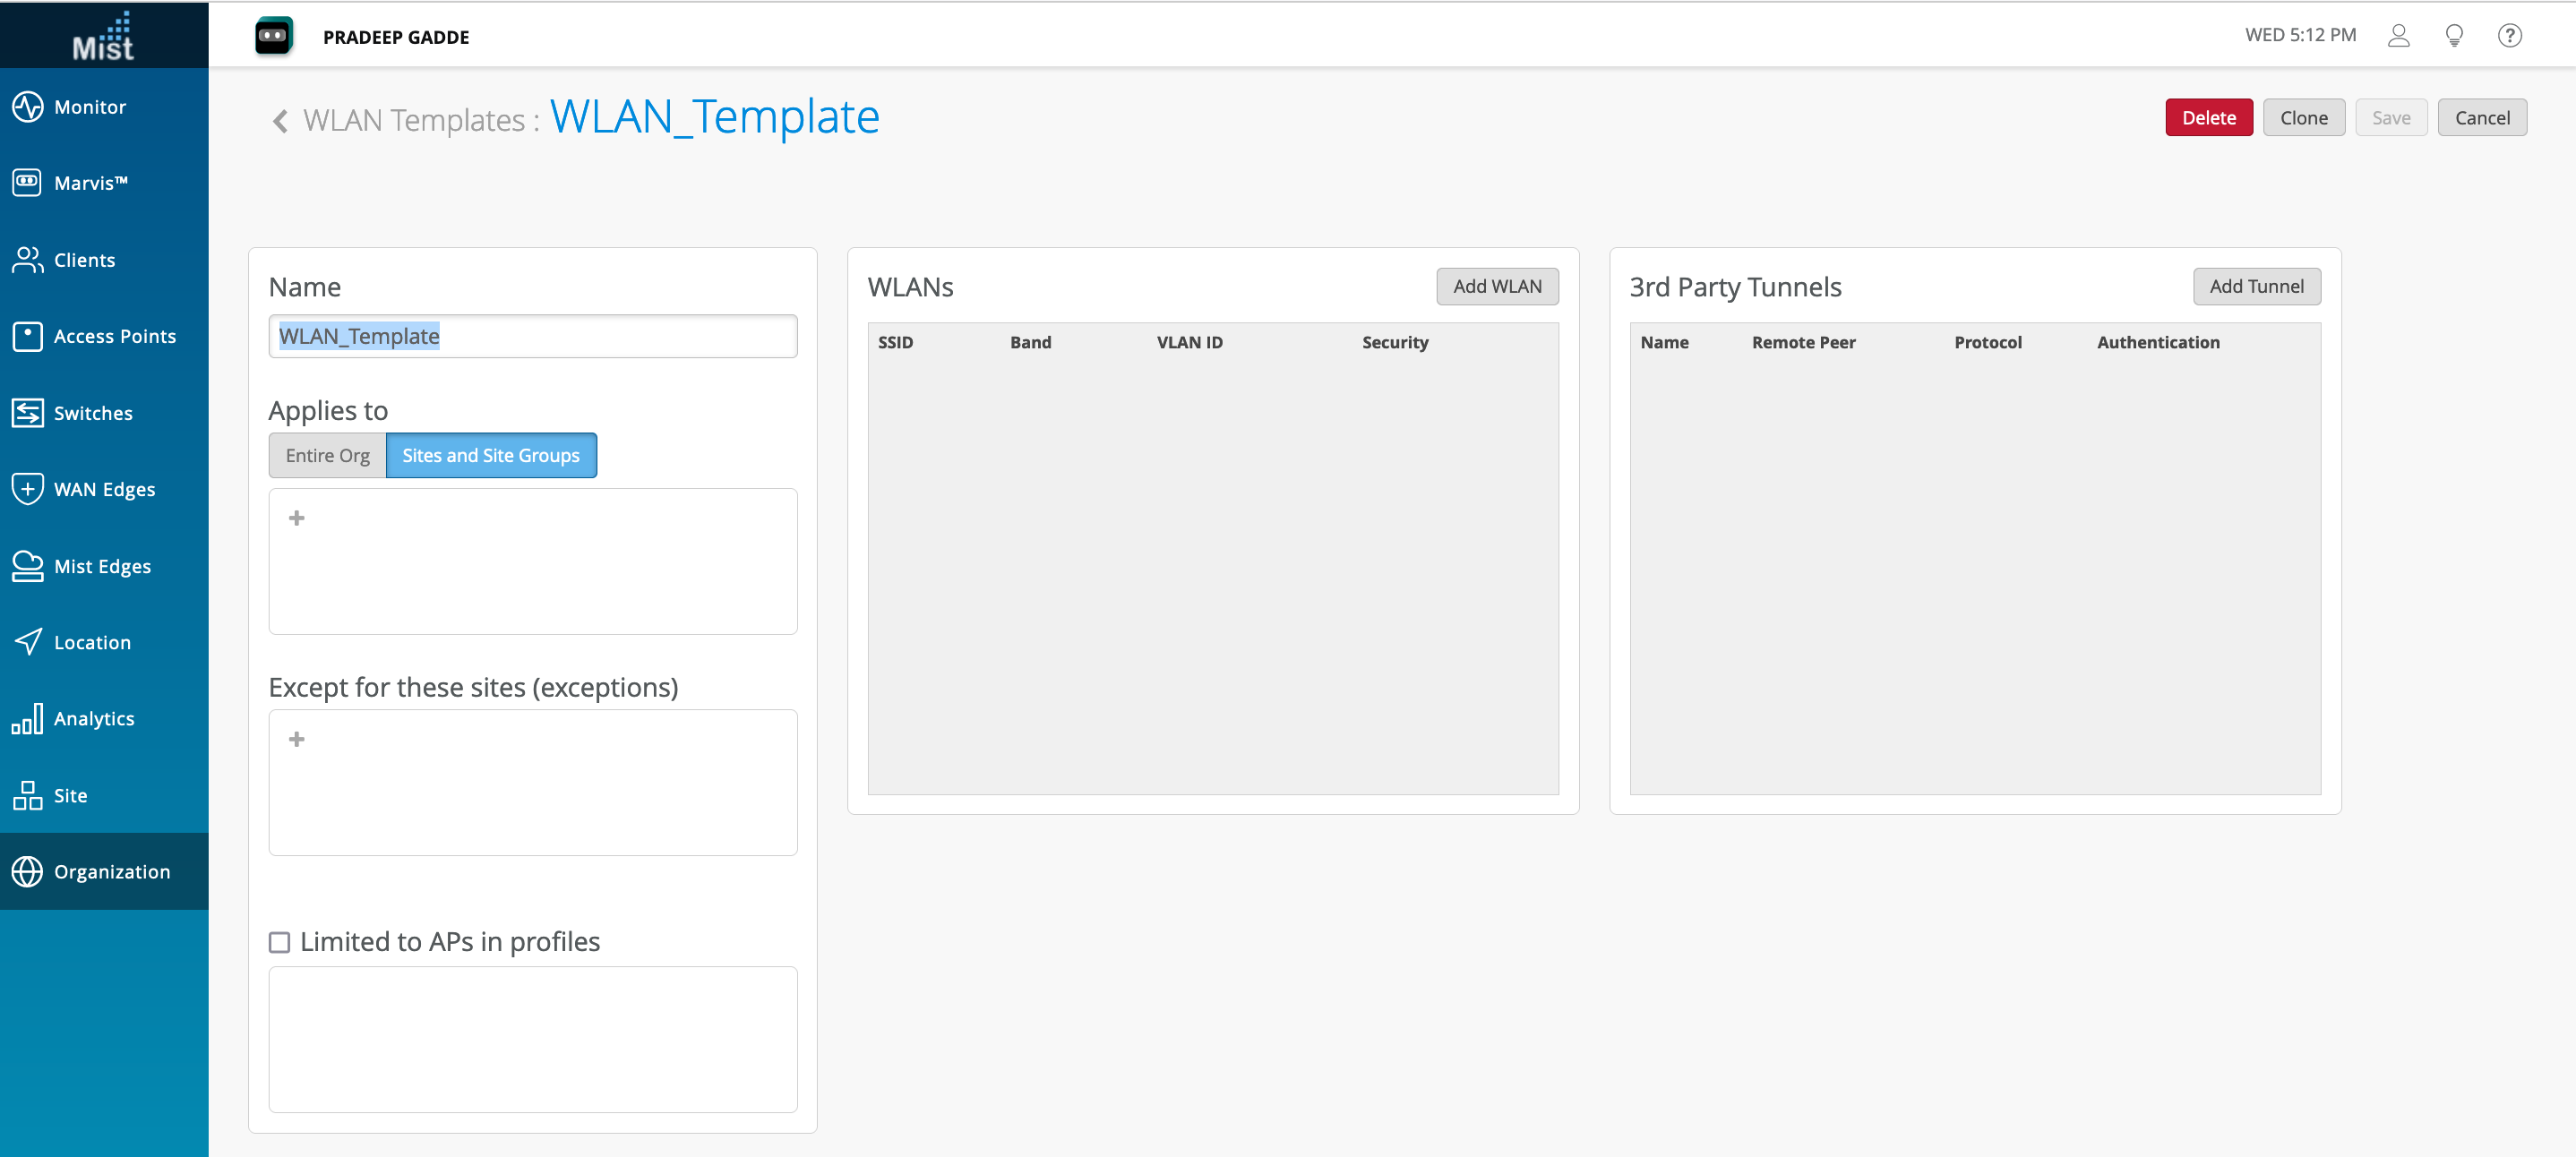 Mist
PRADEEP GADDE
WED 5:12 PM
Monitor
Marvis™
Clients
Access Points
Switches
WAN Edges
Mist Edges
Location
Analytics
Site
Organization
WLAN Templates : WLAN_Template
Delete
Clone
Save
Cancel
Name
WLAN_Template
Applies to
Entire Org
Sites and Site Groups
Except for these sites (exceptions)
Limited to APs in profiles
WLANs
Add WLAN
SSID Band VLAN ID Security
3rd Party Tunnels
Add Tunnel
Name Remote Peer Protocol Authentication